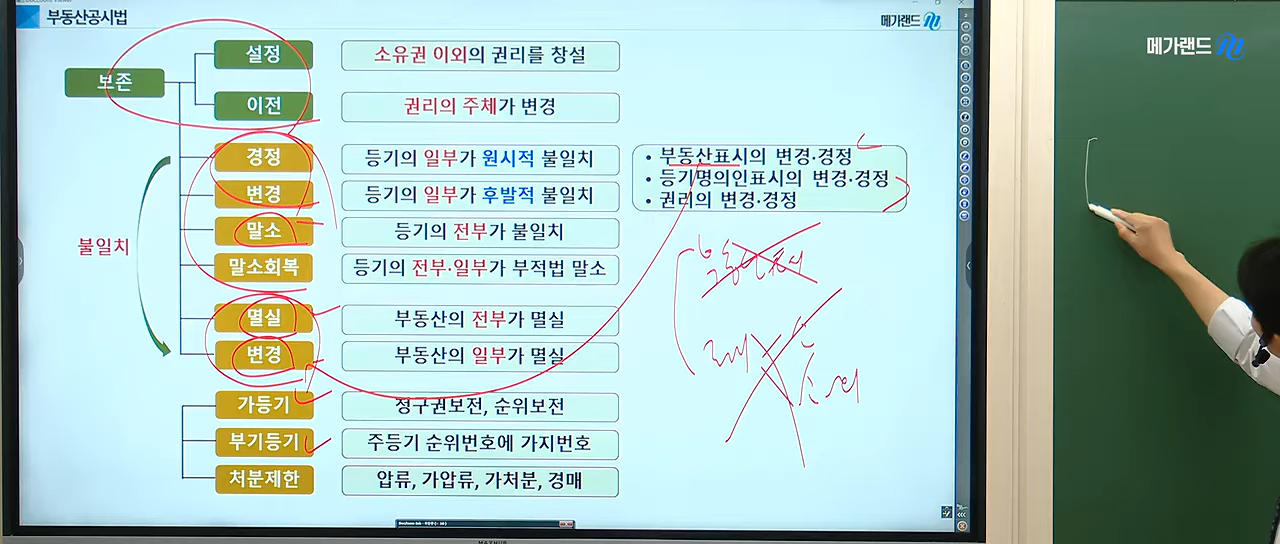 부동산공시법
메가랜드
메가랜드
보존
설정 소유권 이외의 권리를 창설
이전 권리의 주체가 변경
불일치
경정 등기의 일부가 원시적 불일치
변경 등기의 일부가 후발적 불일치
말소 등기의 전부가 불일치
말소회복 등기의 전부·일부가 부적법 말소
멸실 부동산의 전부가 멸실
변경 부동산의 일부가 멸실
• 부동산표시의 변경·경정
• 등기명의인표시의 변경·경정
• 권리의 변경·경정
가등기 청구권보전, 순위보전
부기등기 주등기 순위번호에 가지번호
처분제한 압류, 가압류, 가처분, 경매